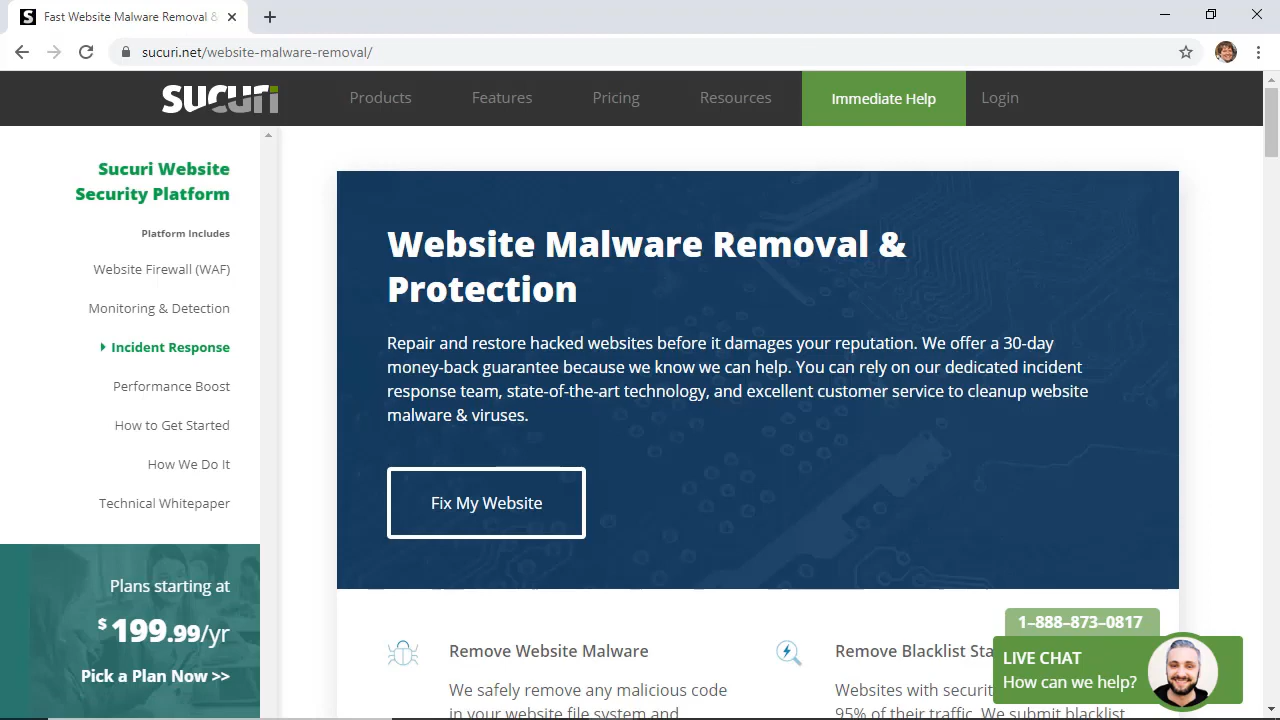 Fast Website Malware Removal &
sucuri.net/website-malware-removal/
SUCURi
Products
Features
Pricing
Resources
Immediate Help
Login
Sucuri Website
Security Platform
Platform Includes
Website Firewall (WAF)
Monitoring & Detection
Incident Response
Performance Boost
How to Get Started
How We Do It
Technical Whitepaper
Plans starting at
$199.99/yr
Pick a Plan Now >>
Website Malware Removal &
Protection
Repair and restore hacked websites before it damages your reputation. We offer a 30-day
money-back guarantee because we know we can help. You can rely on our dedicated incident
response team, state-of-the-art technology, and excellent customer service to cleanup website
malware & viruses.
Fix My Website
Remove Website Malware
We safely remove any malicious code
in your website file system and
Remove Blacklist Sta
Websites with securit
95% of their traffic. We submit blacklist
1–888–873–0817
LIVE CHAT
How can we help?